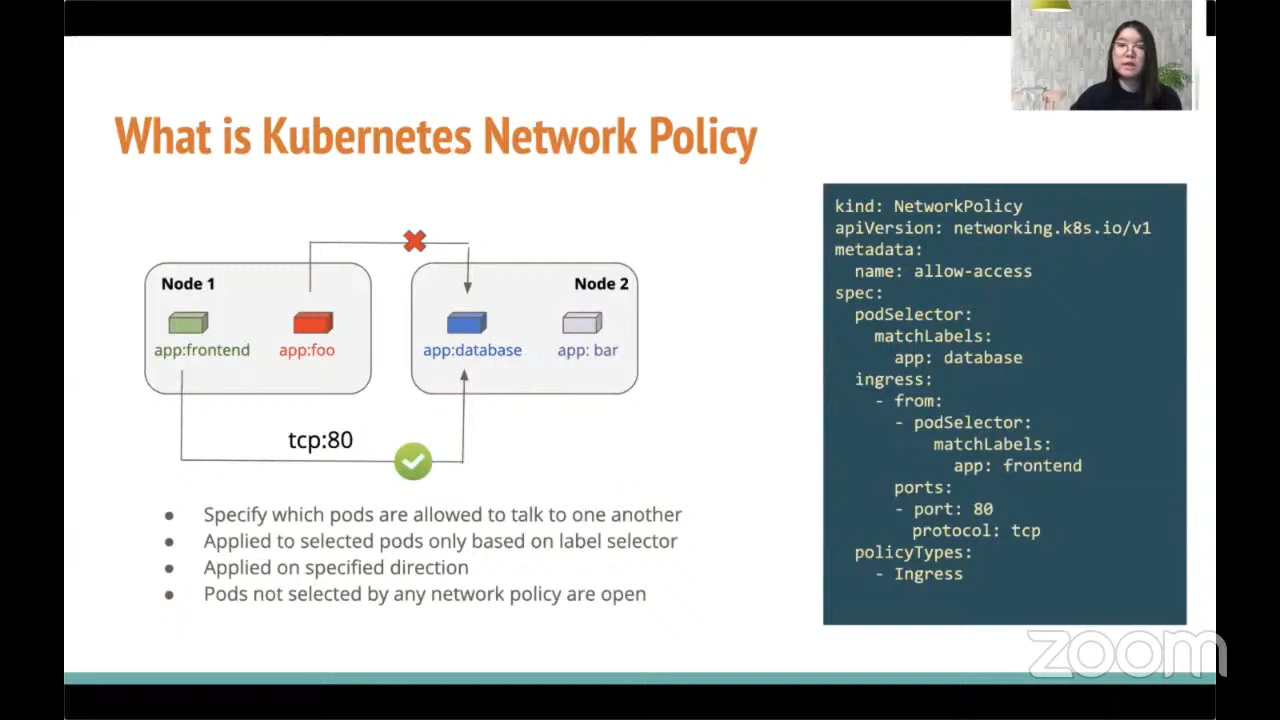 What is Kubernetes Network Policy
Node 1
Node 2
app:frontend
app:foo
app:database
app: bar
tcp:80
● Specify which pods are allowed to talk to one another
● Applied to selected pods only based on label selector
● Applied on specified direction
● Pods not selected by any network policy are open
kind: NetworkPolicy
apiVersion: networking.k8s.io/v1
metadata:
  name: allow-access
spec:
  podSelector:
    matchLabels:
      app: database
  ingress:
    - from:
      - podSelector:
          matchLabels:
            app: frontend
      ports:
      - port: 80
        protocol: tcp
  policyTypes:
    - Ingress
zoom